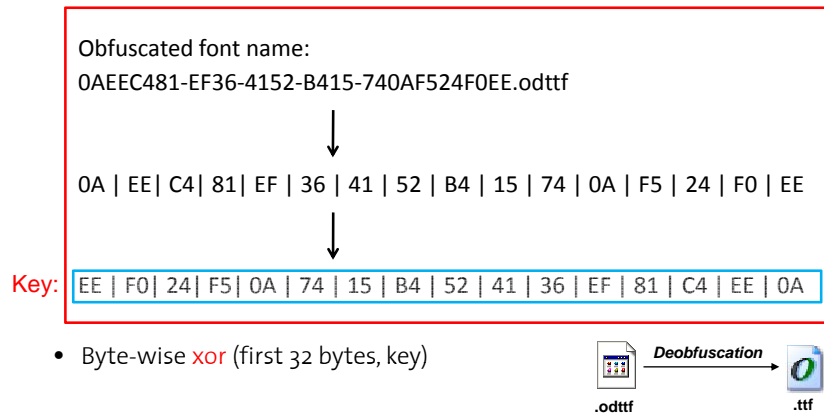 Obfuscated font name:
0AEEC481-EF36-4152-B415-740AF524F0EE.odttf
0A | EE| C4| 81| EF | 36 | 41 | 52 | B4 | 15 | 74 | 0A | F5 | 24 | F0 | EE
Key: EE | F0| 24| F5| 0A | 74 | 15 | B4 | 52 | 41 | 36 | EF | 81 | C4 | EE | 0A
• Byte-wise xor (first 32 bytes, key)
Deobfuscation
.odttf
.ttf